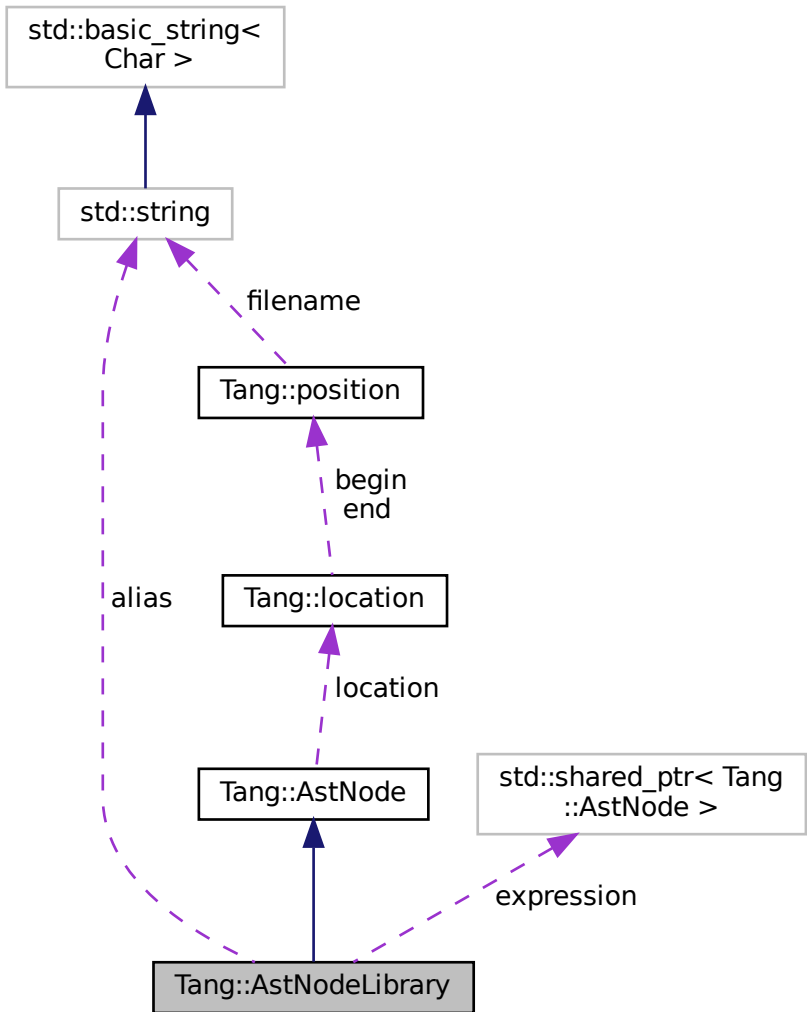 std::basic_string<
Char >
std::string
filename
Tang::position
begin
end
alias
Tang::location
location
Tang::AstNode
std::shared_ptr< Tang
::AstNode >
expression
Tang::AstNodeLibrary